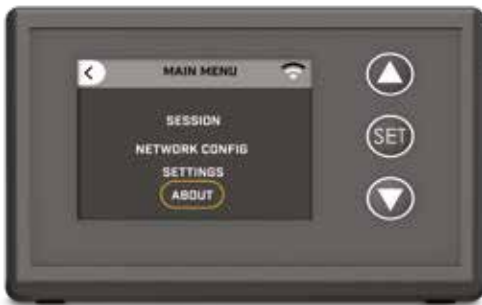 MAIN MENU
SESSION
NETWORK CONFIG
SETTINGS
ABOUT
SET